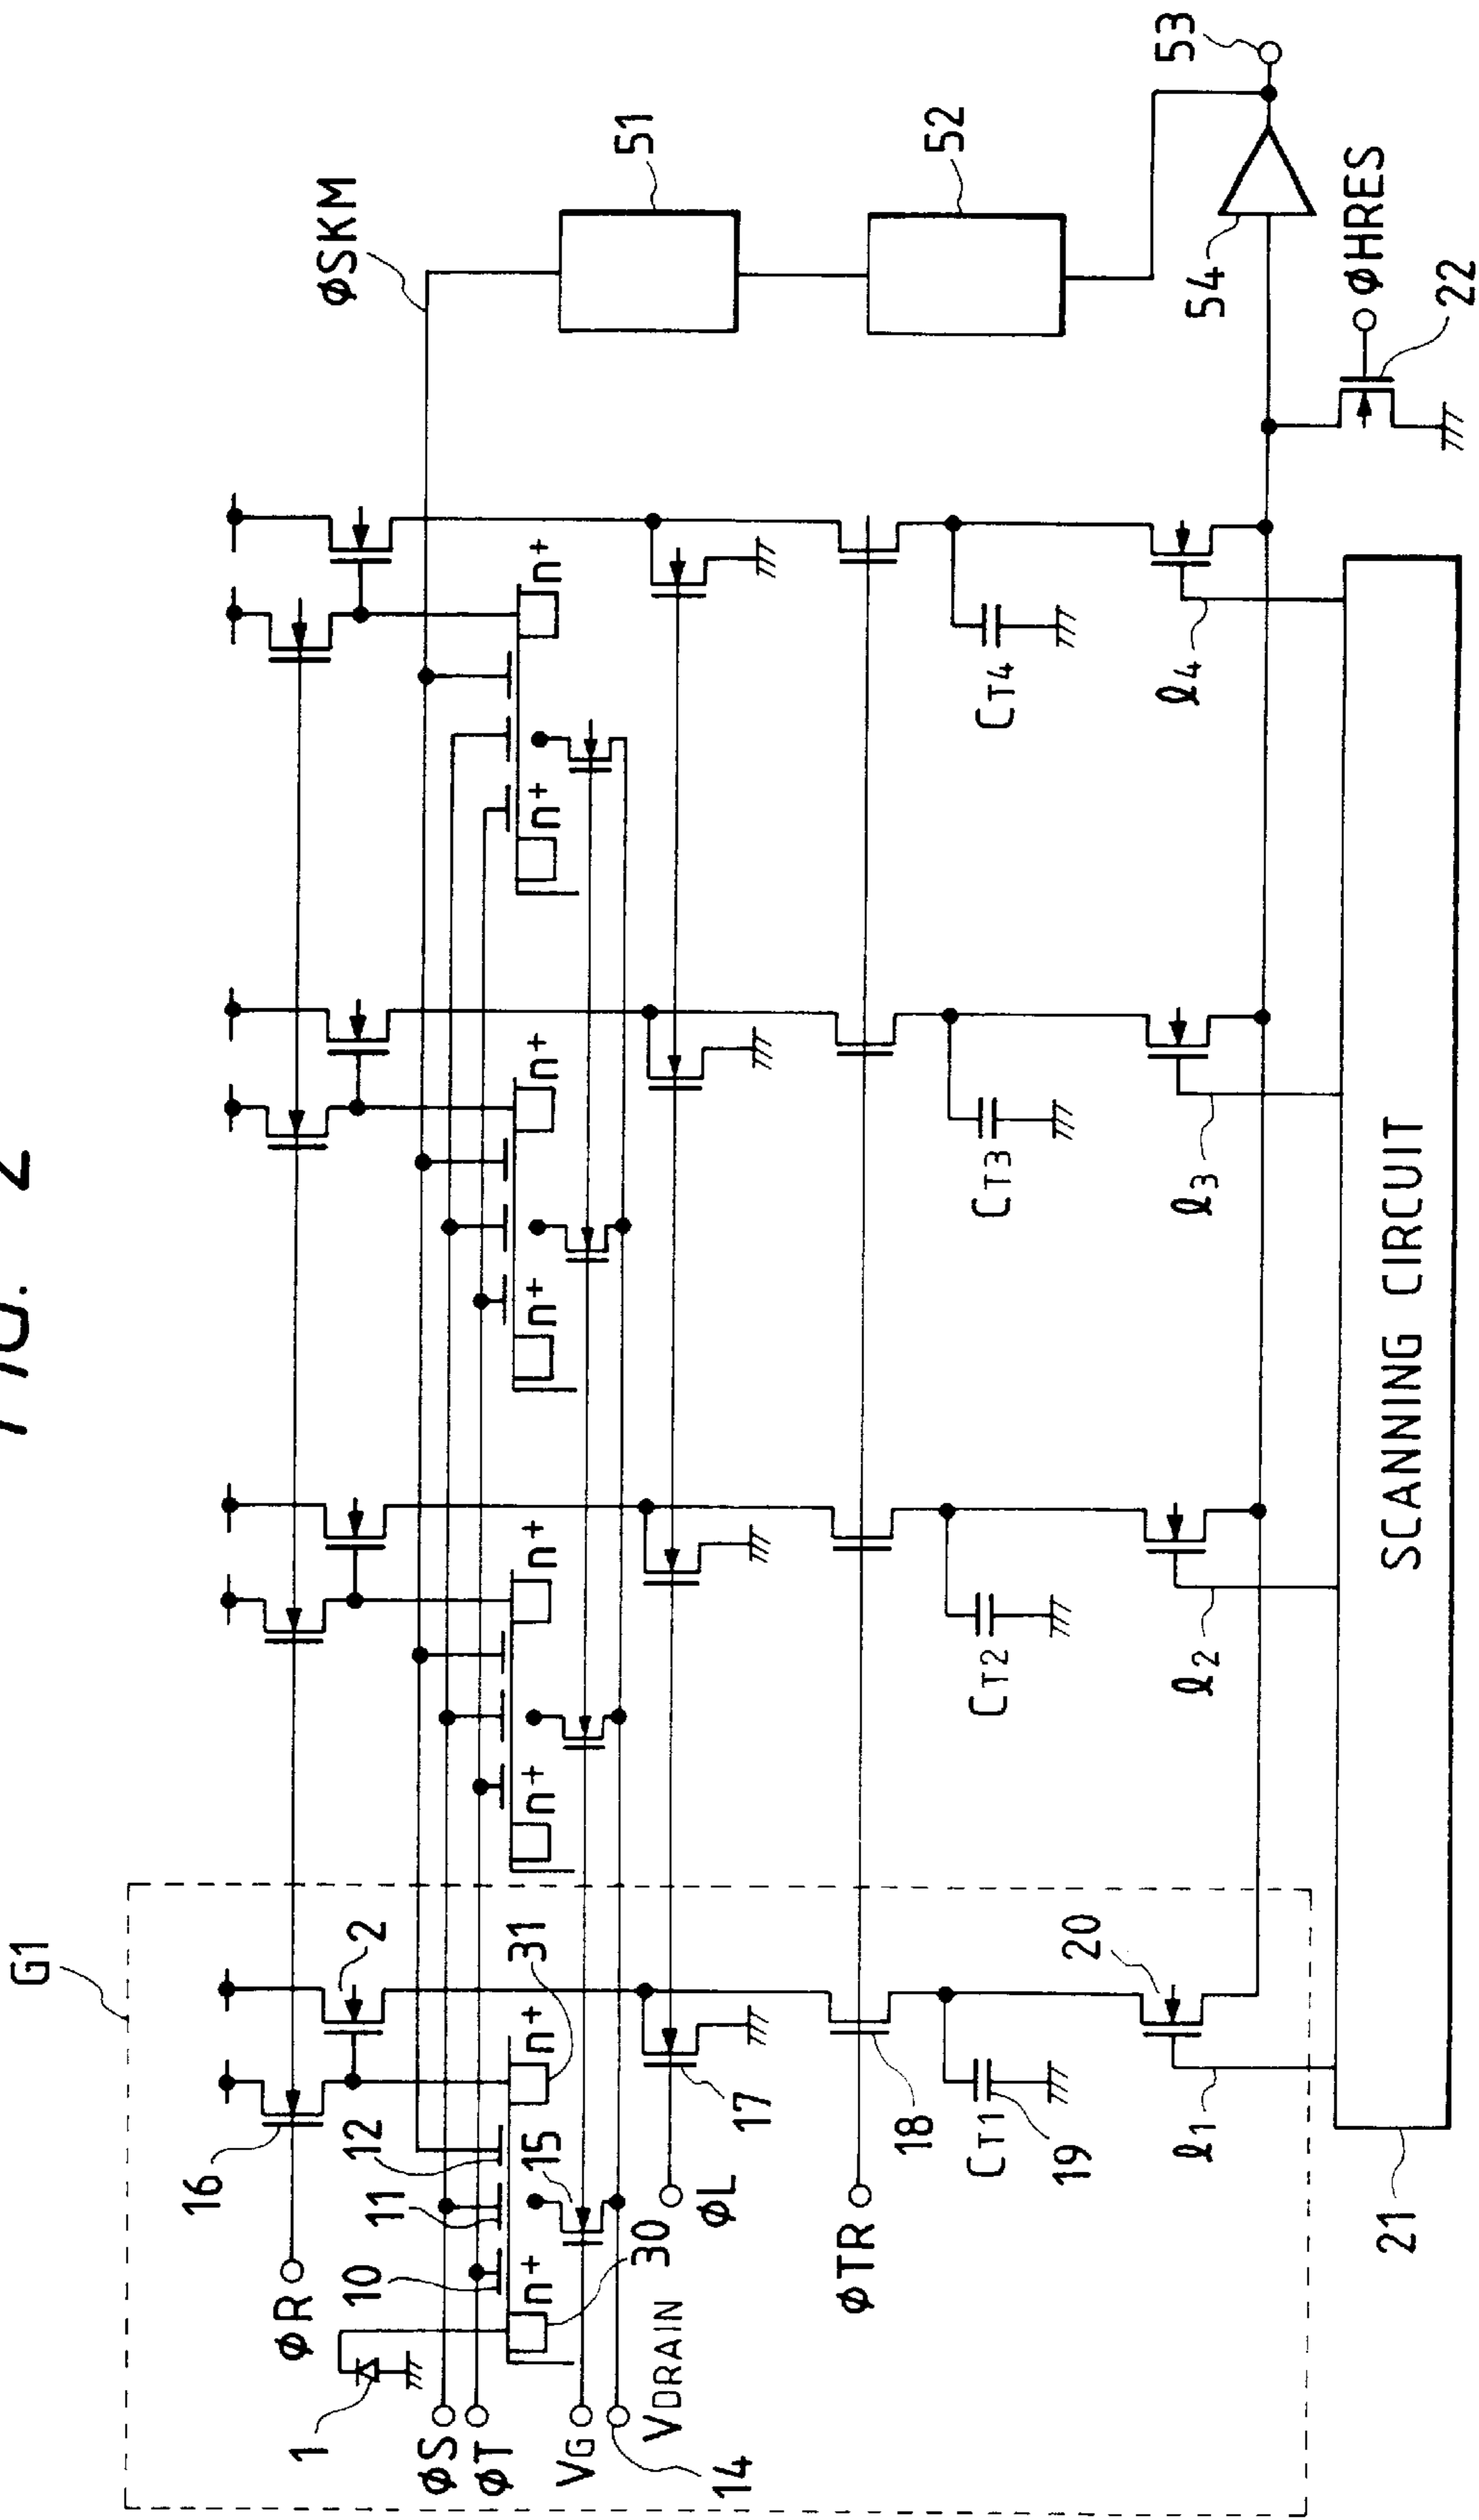 FIG. 2
G1
16
2
φR
1
10
11
12
31
n+
n+
n+
n+
n+
n+
n+
n+
φSKM
φS
φT
15
VG
30
14
VDRAIN
17
φL
51
52
φTR
18
CT1
19
CT2
CT3
CT4
20
ℓ1
ℓ2
ℓ3
ℓ4
54
53
φHRES
22
21
SCANNING CIRCUIT